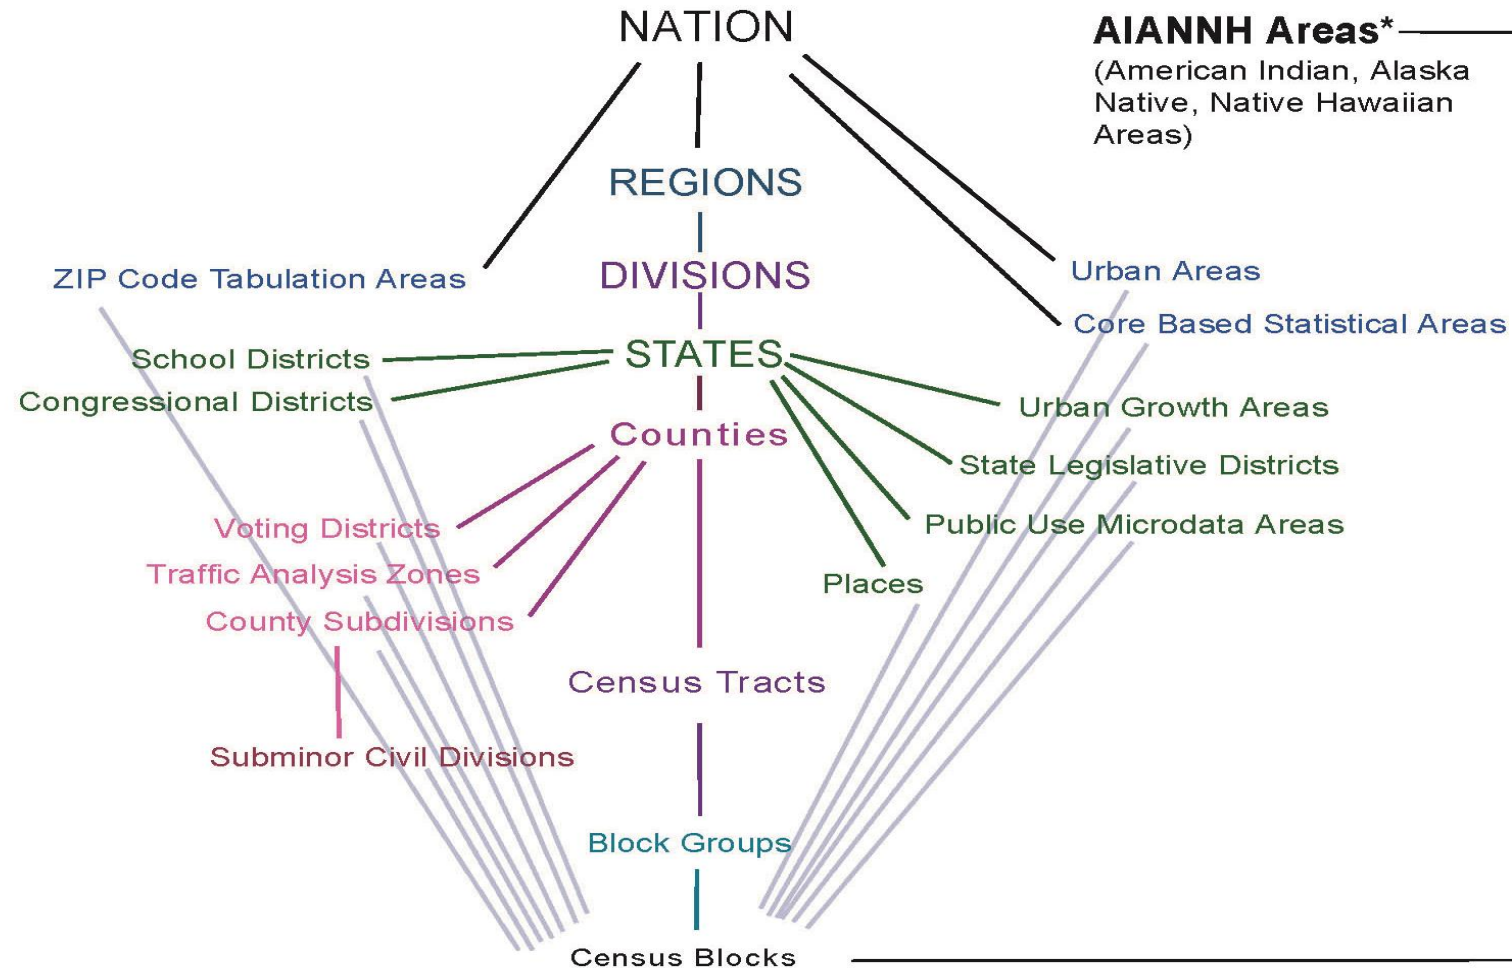 NATION
AIANNH Areas*
(American Indian, Alaska
Native, Native Hawaiian
Areas)
REGIONS
ZIP Code Tabulation Areas
DIVISIONS
Urban Areas
Core Based Statistical Areas
School Districts
STATES
Congressional Districts
Urban Growth Areas
Counties
State Legislative Districts
Voting Districts
Public Use Microdata Areas
Traffic Analysis Zones
Places
County Subdivisions
Census Tracts
Subminor Civil Divisions
Block Groups
Census Blocks